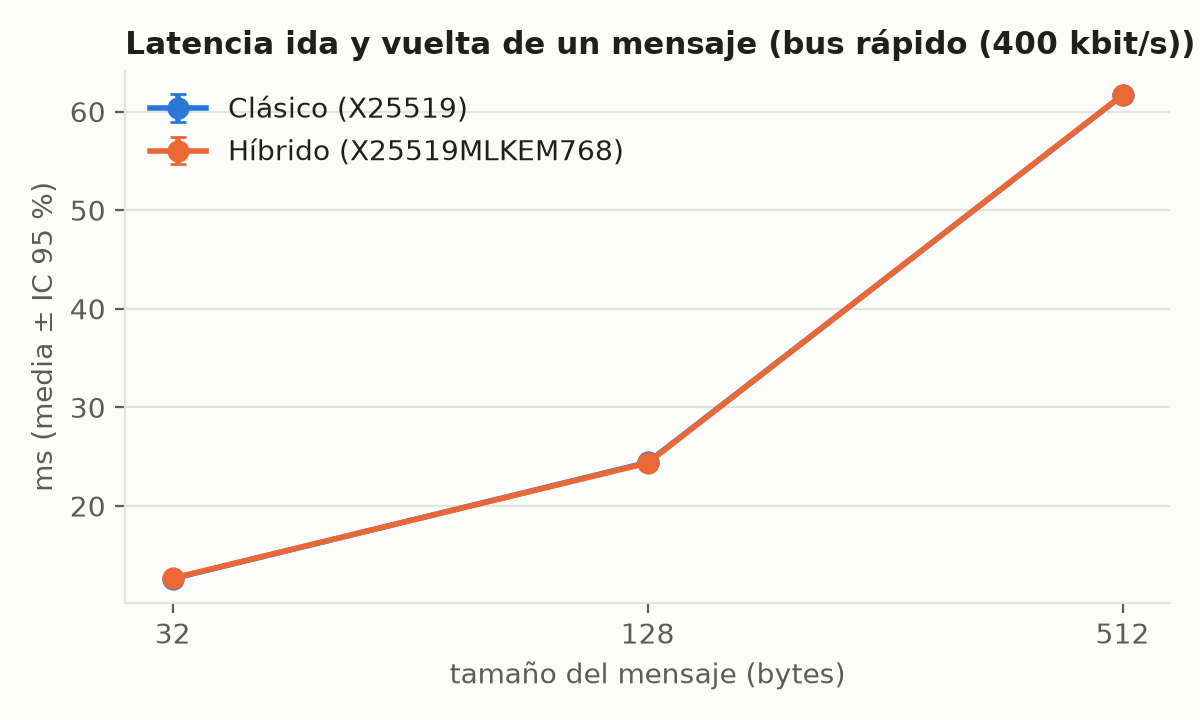 Latencia ida y vuelta de un mensaje (bus rápido (400 kbit/s))
Clásico (X25519)
Híbrido (X25519MLKEM768)
ms (media ± IC 95 %)
60
50
40
30
20
32
128
512
tamaño del mensaje (bytes)